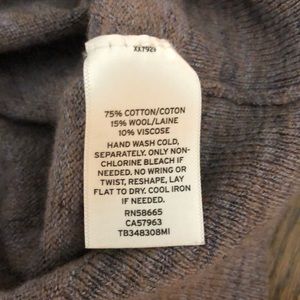 XX7929
75% COTTON/COTON
15% WOOL/LAINE
10% VISCOSE
HAND WASH COLD,
SEPARATELY, ONLY NON-
CHLORINE BLEACH IF
NEEDED. NO WRING OR
TWIST, RESHAPE, LAY
FLAT TO DRY. COOL IRON
IF NEEDED.
RN58665
CA57963
TB348308MI